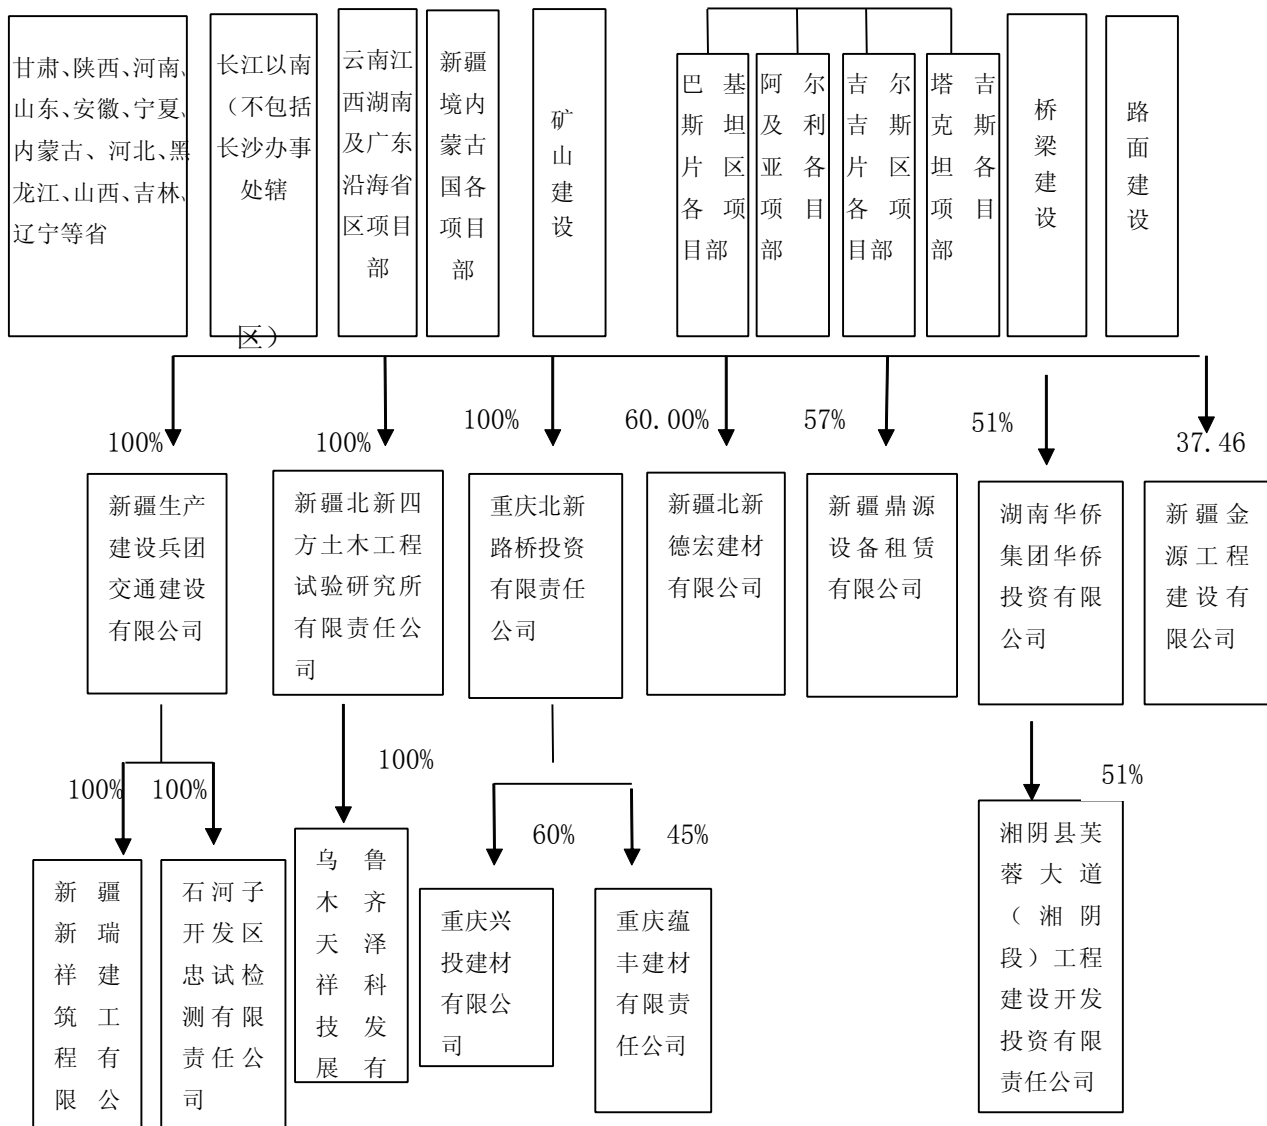 甘肃、陕西、河南、
山东、安徽、宁夏、
内蒙古、河北、黑
龙江、山西、吉林、
辽宁等省
长江以南
（不包括
长沙办事
处辖
区）
云南江
西湖南
及广东
沿海省
区项目
部
新疆
境内
蒙古
国各
项目
部
矿
山
建
设
巴基
斯坦
片区
各项
目部
阿尔
及利
亚各
项目
部
吉尔
吉斯
片区
各项
目部
塔吉
克斯
坦各
项目
部
桥
梁
建
设
路
面
建
设
100%
100%
100%
60.00%
57%
51%
37.46
新疆生产
建设兵团
交通建设
有限公司
新疆北新四
方土木工程
试验研究所
有限责任公
司
重庆北新
路桥投资
有限责任
公司
新疆北新
德宏建材
有限公司
新疆鼎源
设备租赁
有限公司
湖南华侨
集团华侨
投资有限
公司
新疆金
源工程
建设有
限公司
100%
100%
100%
60%
45%
51%
新疆
新瑞
祥建
筑工
程有
限公
石河子
开发区
忠试检
测有限
责任公
司
乌鲁
木齐
天泽
祥科
技发
展有
重庆兴
投建材
有限公
司
重庆蕴
丰建材
有限责
任公司
湘阴县芙
蓉大道
（湘阴
段）工程
建设开发
投资有限
责任公司